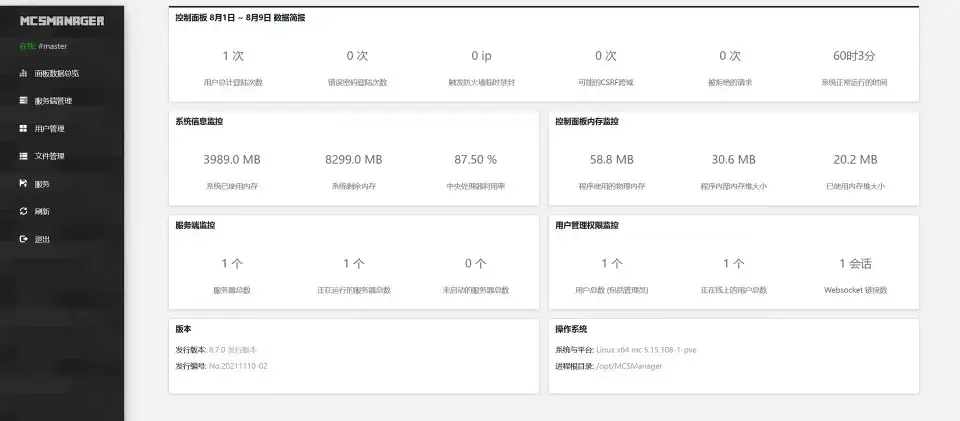 MCSMANAGER
在线 #master
面板数据总览
服务端管理
用户管理
文件管理
服务
刷新
退出
控制面板 8月1日 ~ 8月9日 数据简报
1 次
0 次
0 ip
0 次
0 次
60时3分
用户总计登陆次数
错误密码登陆次数
触发防火墙临时禁封
可能的CSRF跨域
被拒绝的请求
系统正常运行的时间
系统信息监控
3989.0 MB
8299.0 MB
87.50 %
系统已使用内存
系统剩余内存
中央处理器利用率
控制面板内存监控
58.8 MB
30.6 MB
20.2 MB
程序使用的物理内存
程序内部内存堆大小
已使用内存堆大小
服务端监控
1 个
1 个
0 个
服务器总数
正在运行的服务器总数
未启动的服务器总数
用户管理权限监控
1 个
1 个
1 会话
用户总数 (包括管理员)
正在线上的用户总数
Websocket 链接数
版本
发行版本: 8.7.0 发行版本
发行编号: No.20211110-02
操作系统
系统与平台: Linux x64 mc 5.15.108-1-pve
进程根目录: /opt/MCSManager